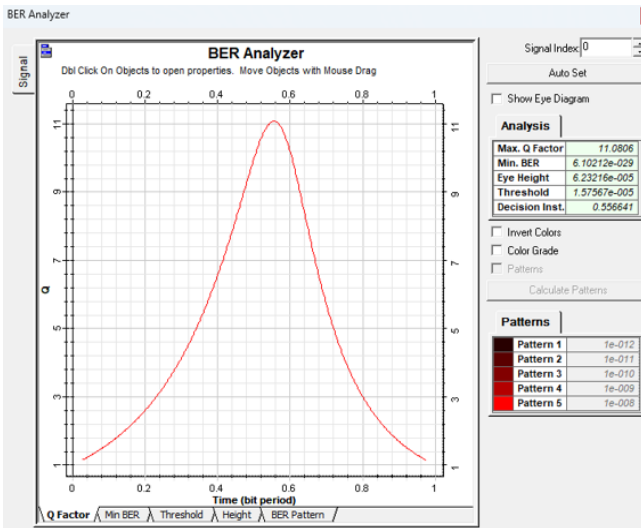 BER Analyzer
Signal
BER Analyzer
Dbl Click On Objects to open properties. Move Objects with Mouse Drag
0 0.2 0.4 0.6 0.8 1
11 9 7 5 3 1
Q
11 9 7 5 3 1
0 0.2 0.4 0.6 0.8 1
Time (bit period)
Q Factor Min BER Threshold Height BER Pattern
Signal Index: 0
Auto Set
Show Eye Diagram
Analysis
Max. Q Factor 11.0806
Min. BER 6.10212e-029
Eye Height 6.23216e-005
Threshold 1.57567e-005
Decision Inst. 0.556641
Invert Colors
Color Grade
Patterns
Calculate Patterns
Patterns
Pattern 1 1e-012
Pattern 2 1e-011
Pattern 3 1e-010
Pattern 4 1e-009
Pattern 5 1e-008